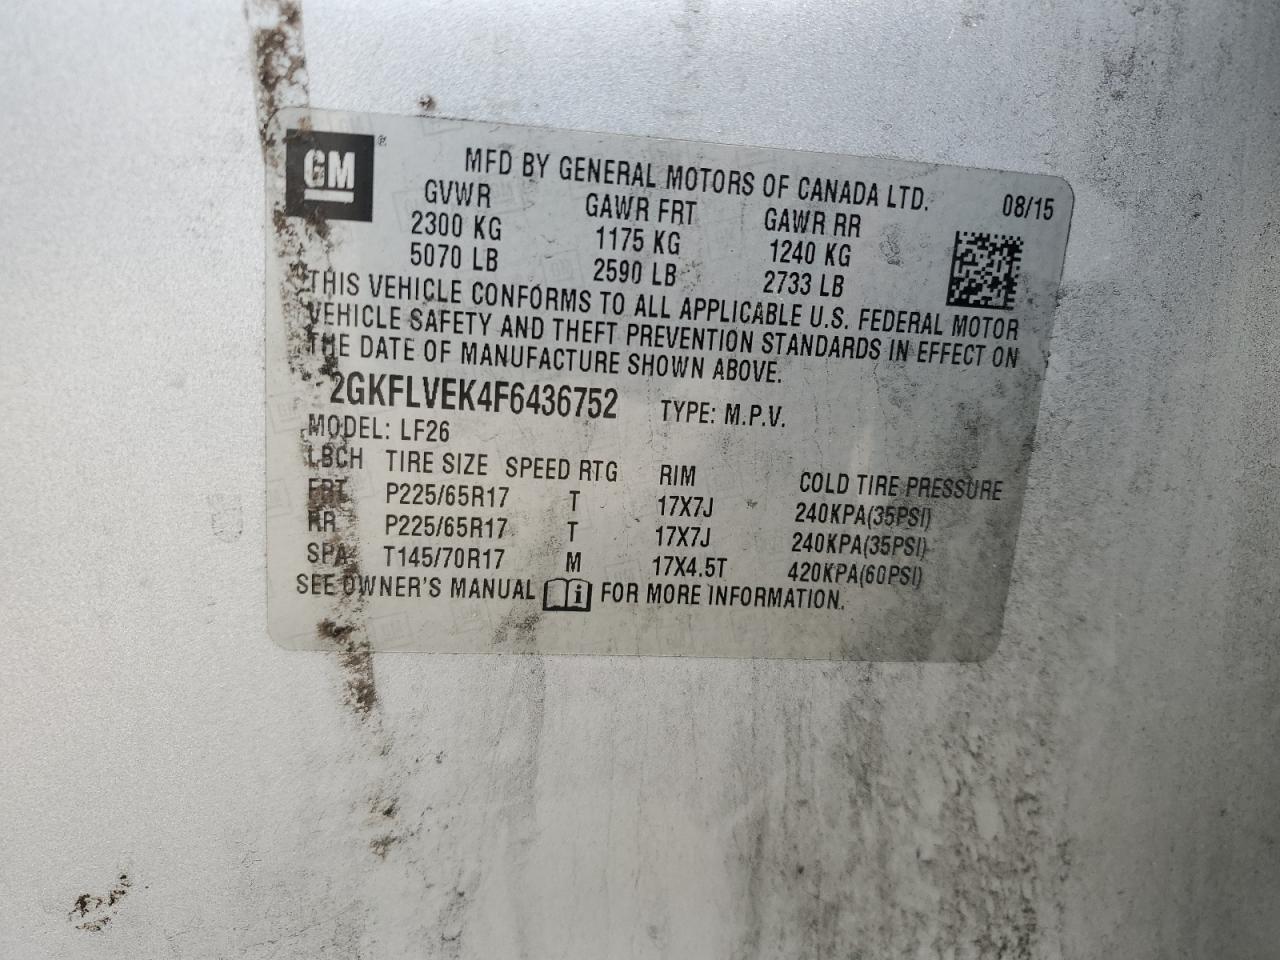 GM ®
MFD BY GENERAL MOTORS OF CANADA LTD. 08/15
GVWR GAWR FRT GAWR RR
2300 KG 1175 KG 1240 KG
5070 LB 2590 LB 2733 LB
THIS VEHICLE CONFORMS TO ALL APPLICABLE U.S. FEDERAL MOTOR
VEHICLE SAFETY AND THEFT PREVENTION STANDARDS IN EFFECT ON
THE DATE OF MANUFACTURE SHOWN ABOVE.
2GKFLVEK4F6436752 TYPE: M.P.V.
MODEL: LF26
LBCH TIRE SIZE SPEED RTG RIM COLD TIRE PRESSURE
FRT P225/65R17 T 17X7J 240KPA(35PSI)
RR P225/65R17 T 17X7J 240KPA(35PSI)
SPA T145/70R17 M 17X4.5T 420KPA(60PSI)
SEE OWNER'S MANUAL i FOR MORE INFORMATION.